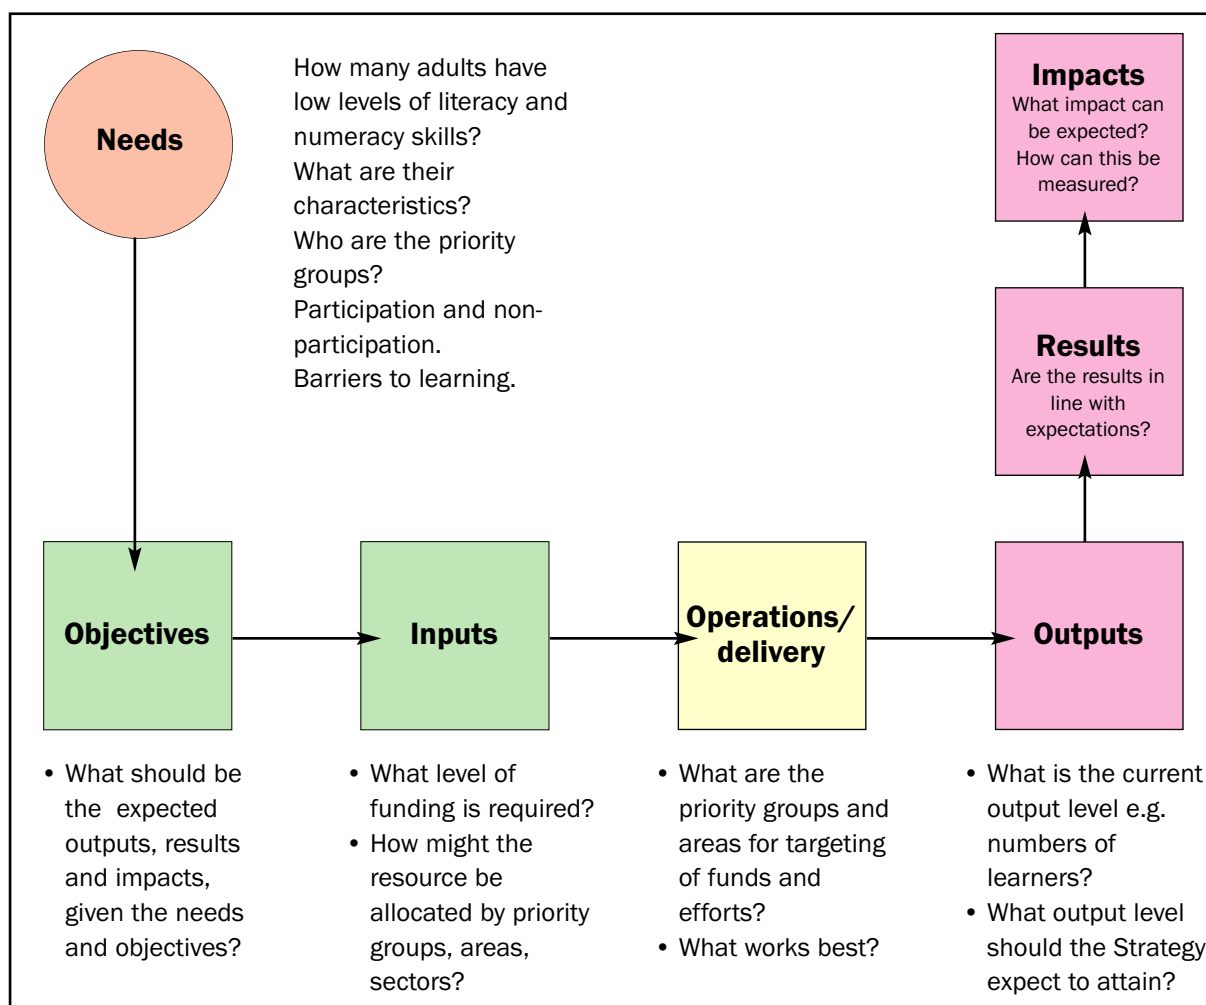 Needs
How many adults have
low levels of literacy and
numeracy skills?
What are their
characteristics?
Who are the priority
groups?
Participation and non-
participation.
Barriers to learning.
Impacts
What impact can
be expected?
How can this be
measured?
Results
Are the results in
line with
expectations?
Objectives
Inputs
Operations/
delivery
Outputs
• What should be
the expected
outputs, results
and impacts,
given the needs
and objectives?
• What level of
funding is required?
• How might the
resource be
allocated by priority
groups, areas,
sectors?
• What are the
priority groups and
areas for targeting
of funds and
efforts?
• What works best?
• What is the current
output level e.g.
numbers of
learners?
• What output level
should the Strategy
expect to attain?